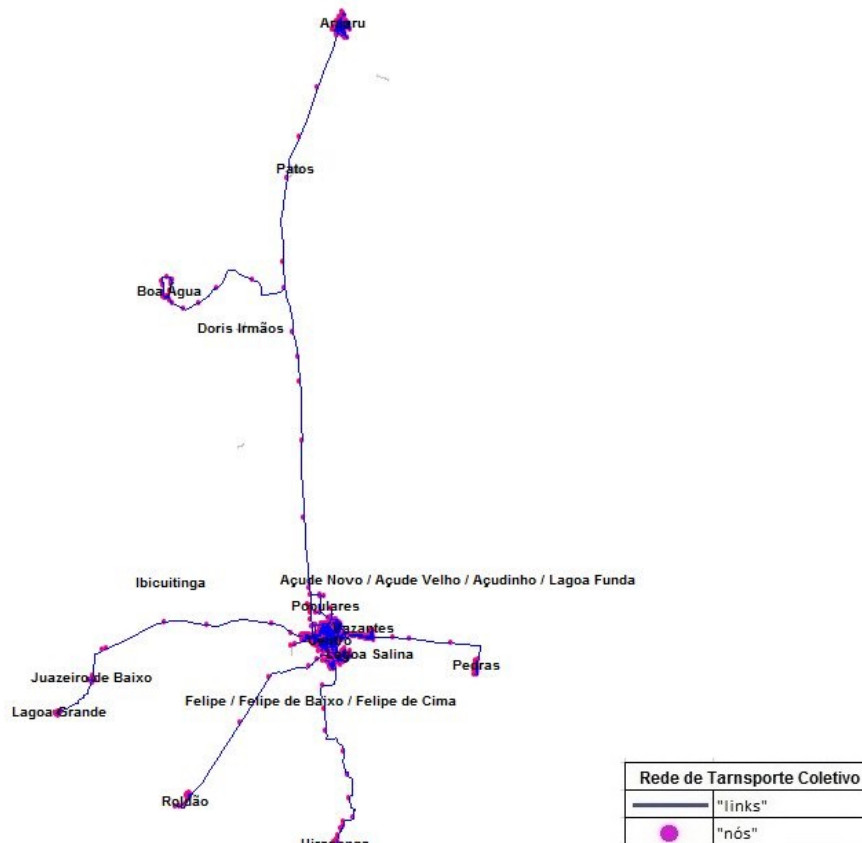 Patos
Boa Água
Doris Irmãos
Ibicuitinga
Açude Novo / Açude Velho / Açudinho / Lagoa Funda
Populares
Lagoa Salina
Pedras
Juazeiro de Baixo
Felipe / Felipe de Baixo / Felipe de Cima
Lagoa Grande
Roldão
Rede de Tarnsporte Coletivo
"links"
"nós"